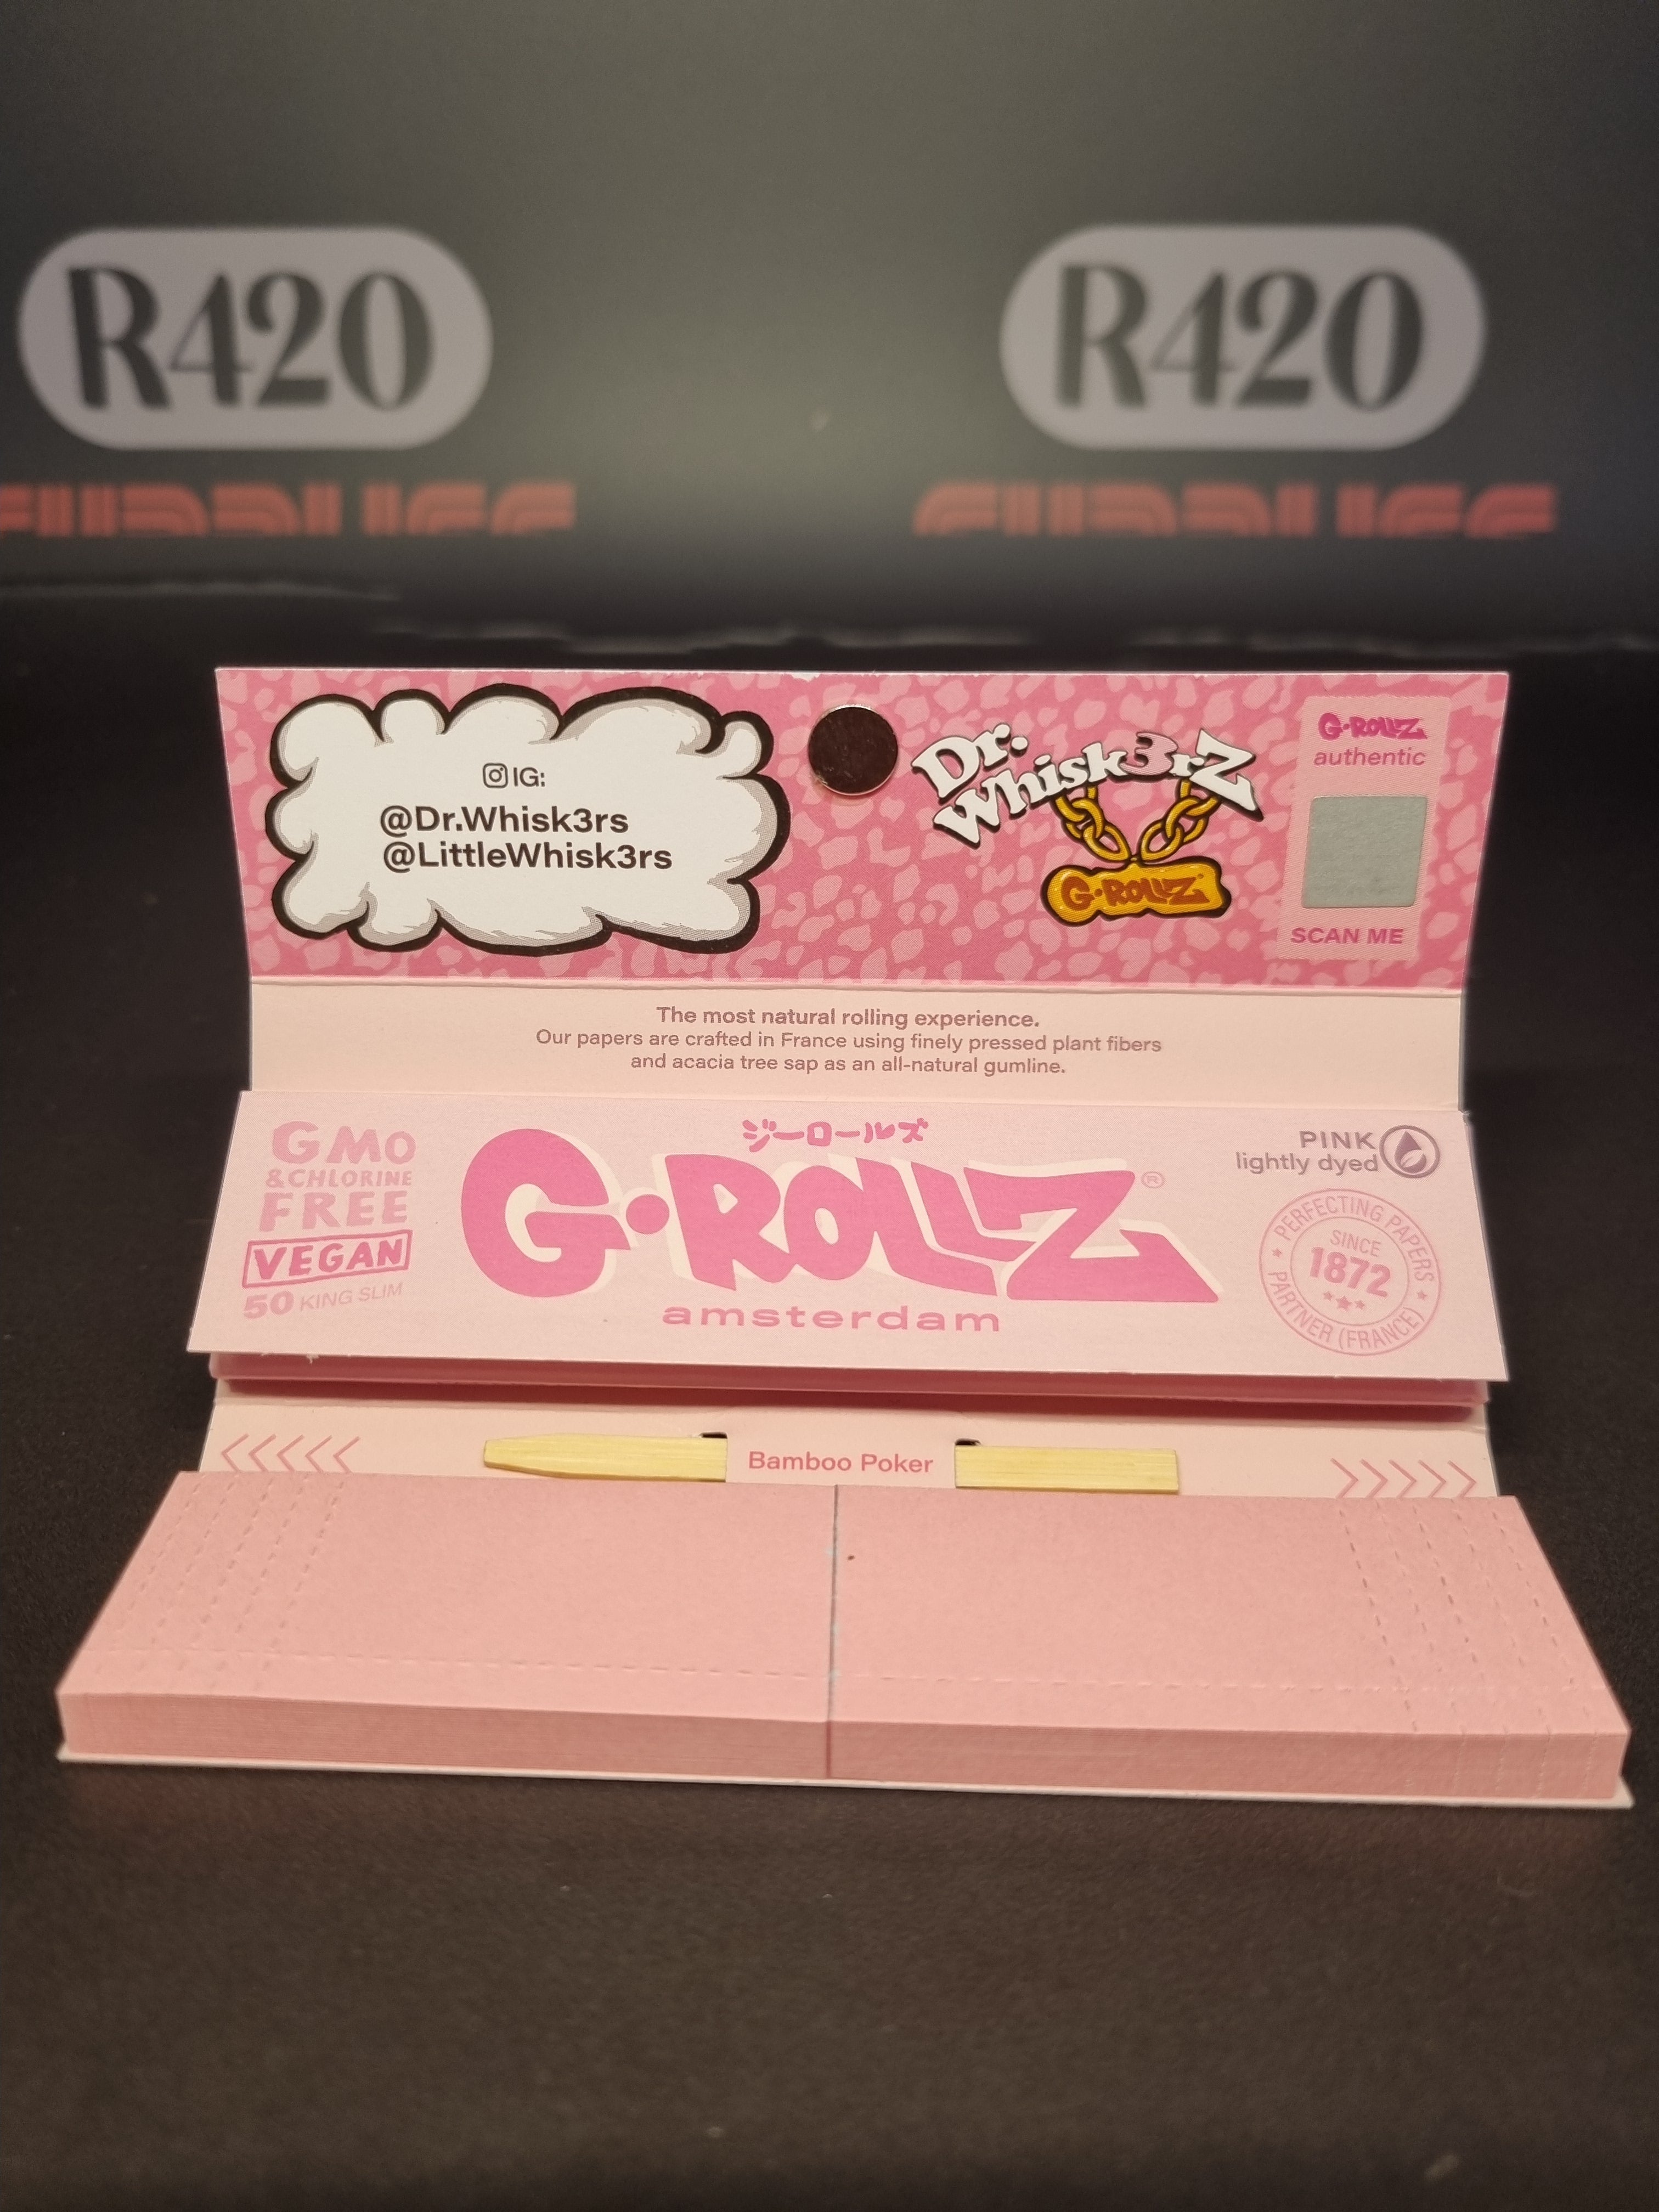 R420
R420
IG:
@Dr.Whisk3rs
@LittleWhisk3rs
Dr.
Whisk3rZ
G·ROLLZ
G·ROLLZ
authentic
SCAN ME
The most natural rolling experience.
Our papers are crafted in France using finely pressed plant fibers
and acacia tree sap as an all-natural gumline.
GMO
&CHLORINE
FREE
VEGAN
50 KING SLIM
ジーロールズ
G·ROLLZ®
amsterdam
PINK
lightly dyed
PERFECTING PAPERS
SINCE
1872
PARTNER (FRANCE)
Bamboo Poker